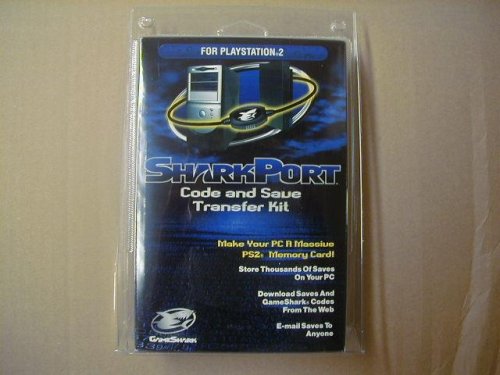 FOR PLAYSTATION®2
SHARKPORT™
Code and Save
Transfer Kit
Make Your PC A Massive
PS2® Memory Card!
Store Thousands Of Saves
On Your PC
Download Saves And
GameShark® Codes
From The Web
E-mail Saves To
Anyone
GAMESHARK